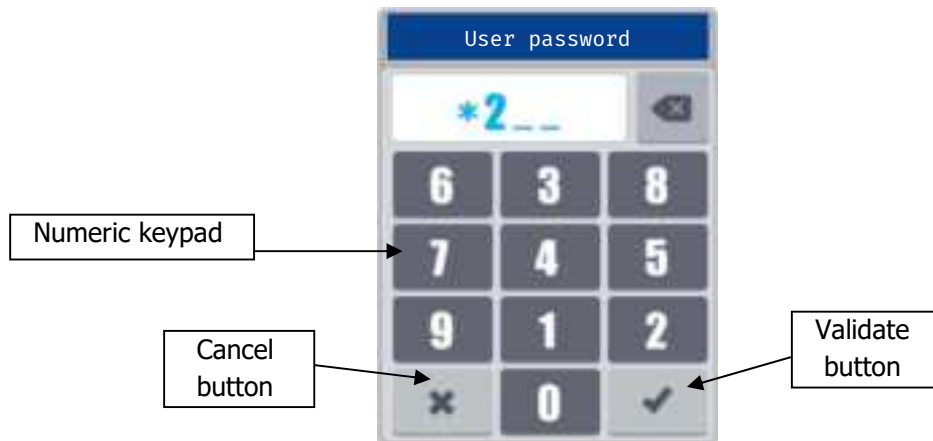 User password
*2_ _
6 3 8
Numeric keypad
7 4 5
9 1 2
Cancel
button
Validate
button
0